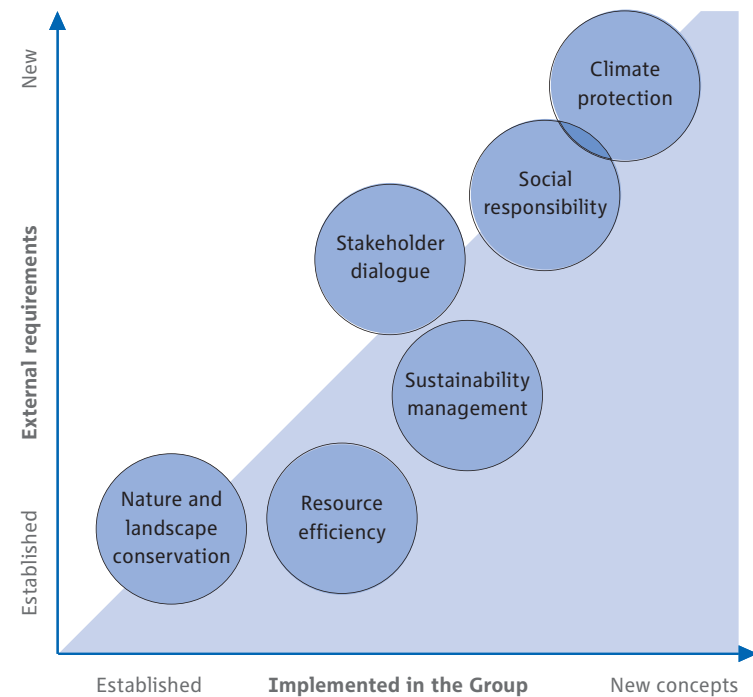 New
External requirements
Established
Climate
protection
Social
responsibility
Stakeholder
dialogue
Sustainability
management
Nature and
landscape
conservation
Resource
efficiency
Established
Implemented in the Group
New concepts